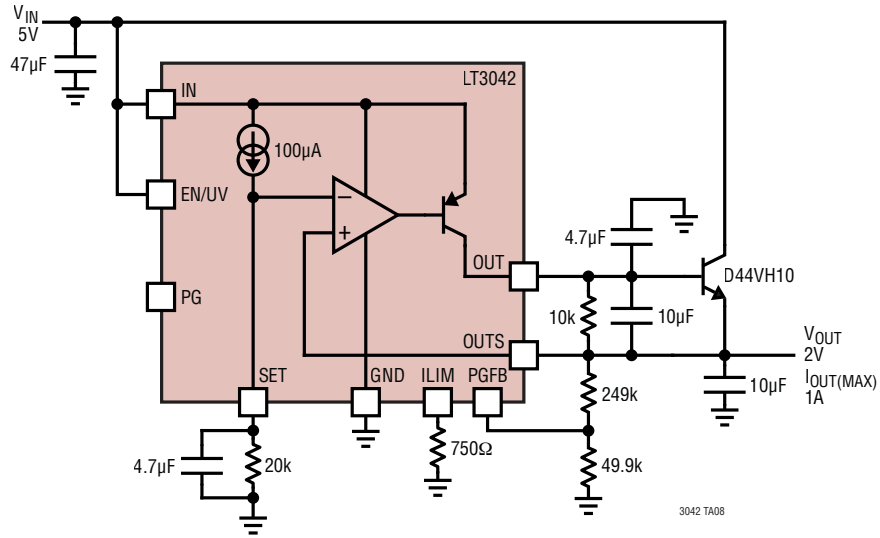 VIN
5V
47µF
LT3042
IN
100µA
EN/UV
−
+
PG
OUT
4.7µF
D44VH10
10k
10µF
OUTS
VOUT
2V
IOUT(MAX)
1A
10µF
SET
GND
ILIM
PGFB
249k
4.7µF
20k
750Ω
49.9k
3042 TA08